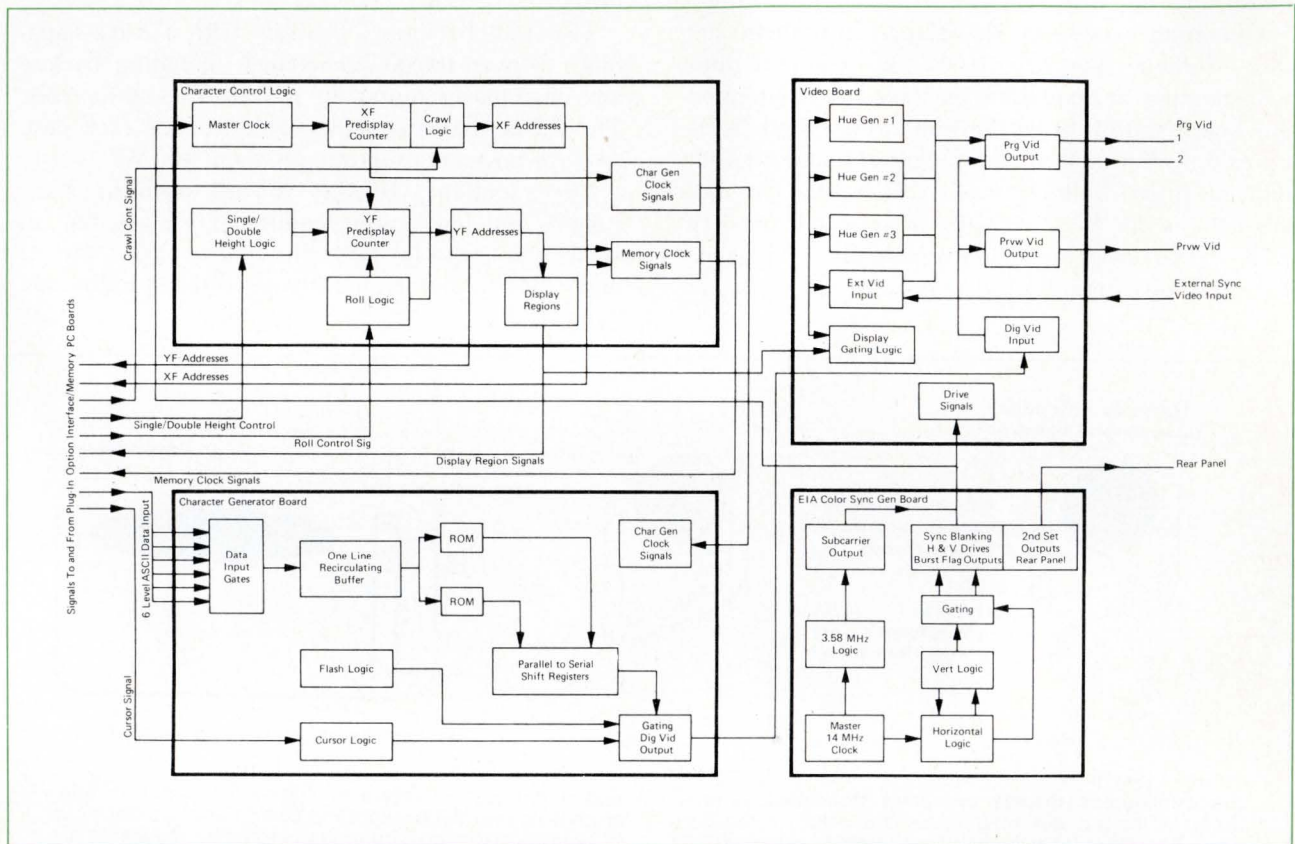 Character Control Logic
Master Clock
XF
Predisplay
Counter
Crawl
Logic
XF Addresses
Char Gen
Clock
Signals
Single/
Double
Height Logic
YF
Predisplay
Counter
YF Addresses
Memory Clock
Signals
Roll Logic
Display
Regions
Crawl Cont Signal
Signals To and From Plug-In Option Interface/Memory PC Boards
YF Addresses
XF Addresses
Single/Double Height Control
Roll Control Sig
Display Region Signals
Memory Clock Signals
6 Level ASCII Data Input
Cursor Signal
Character Generator Board
Data
Input
Gates
One Line
Recirculating
Buffer
ROM
ROM
Char Gen
Clock
Signals
Flash Logic
Parallel to Serial
Shift Registers
Cursor Logic
Gating
Dig Vid
Output
Video Board
Hue Gen #1
Hue Gen #2
Hue Gen #3
Ext Vid
Input
Display
Gating Logic
Prg Vid
Output
Prvw Vid
Output
Dig Vid
Input
Drive
Signals
Prg Vid
1
2
Prvw Vid
External Sync
Video Input
Rear Panel
EIA Color Sync Gen Board
Subcarrier
Output
Sync Blanking
H & V Drives
Burst Flag Outputs
2nd Set
Outputs
Rear Panel
Gating
3.58 MHz
Logic
Vert Logic
Master
14 MHz
Clock
Horizontal
Logic